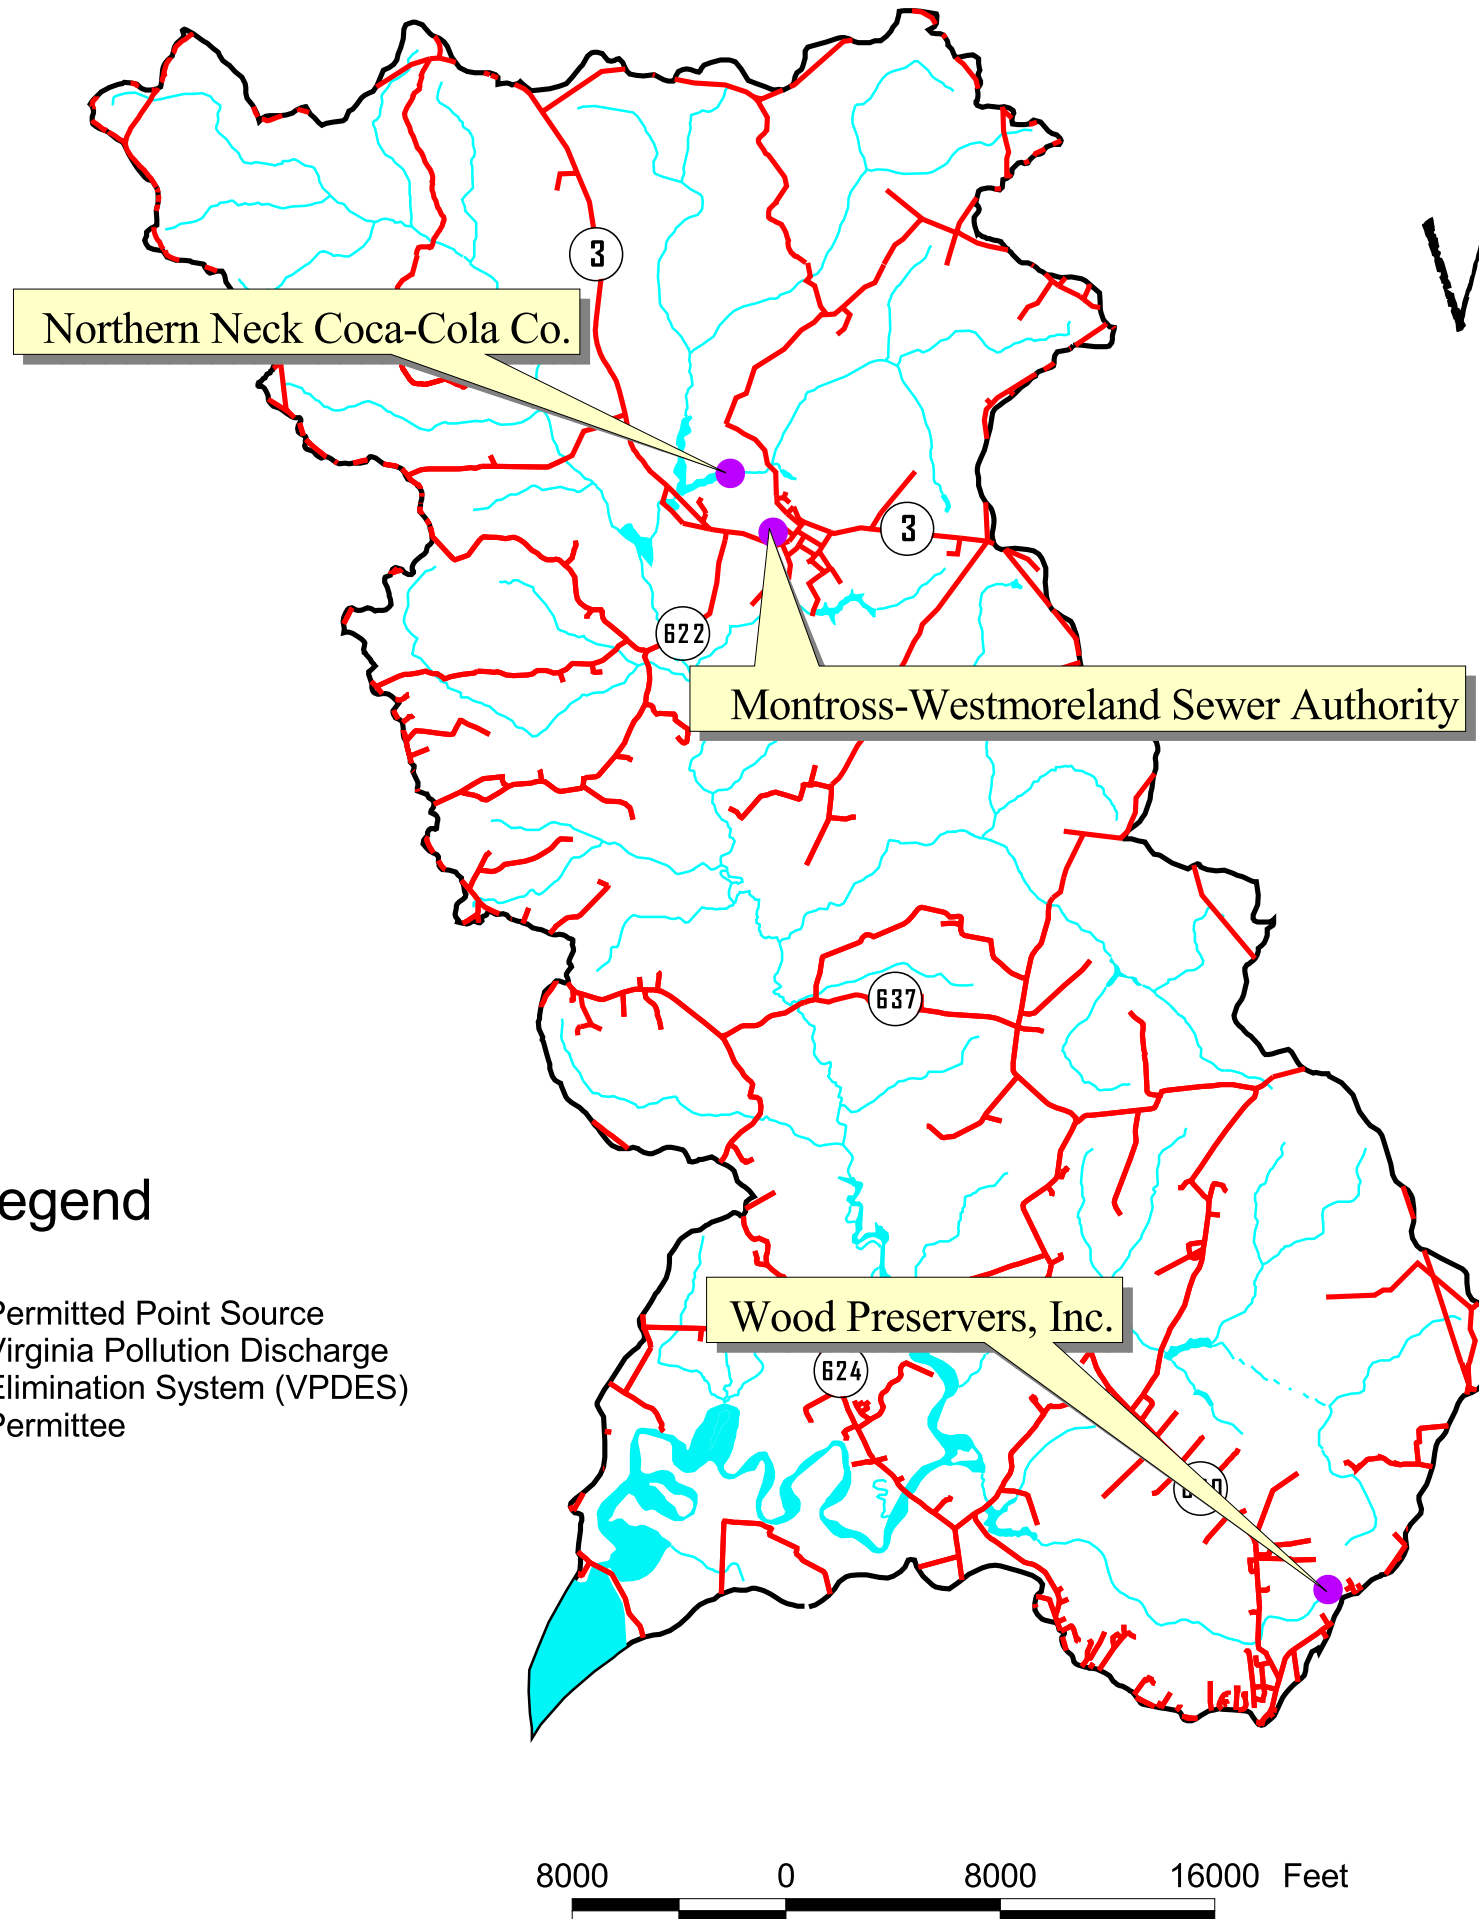 3
Northern Neck Coca-Cola Co.
3
622
Montross-Westmoreland Sewer Authority
637
egend
Permitted Point Source
Virginia Pollution Discharge
Elimination System (VPDES)
Permittee
Wood Preservers, Inc.
624
8000 0 8000 16000 Feet